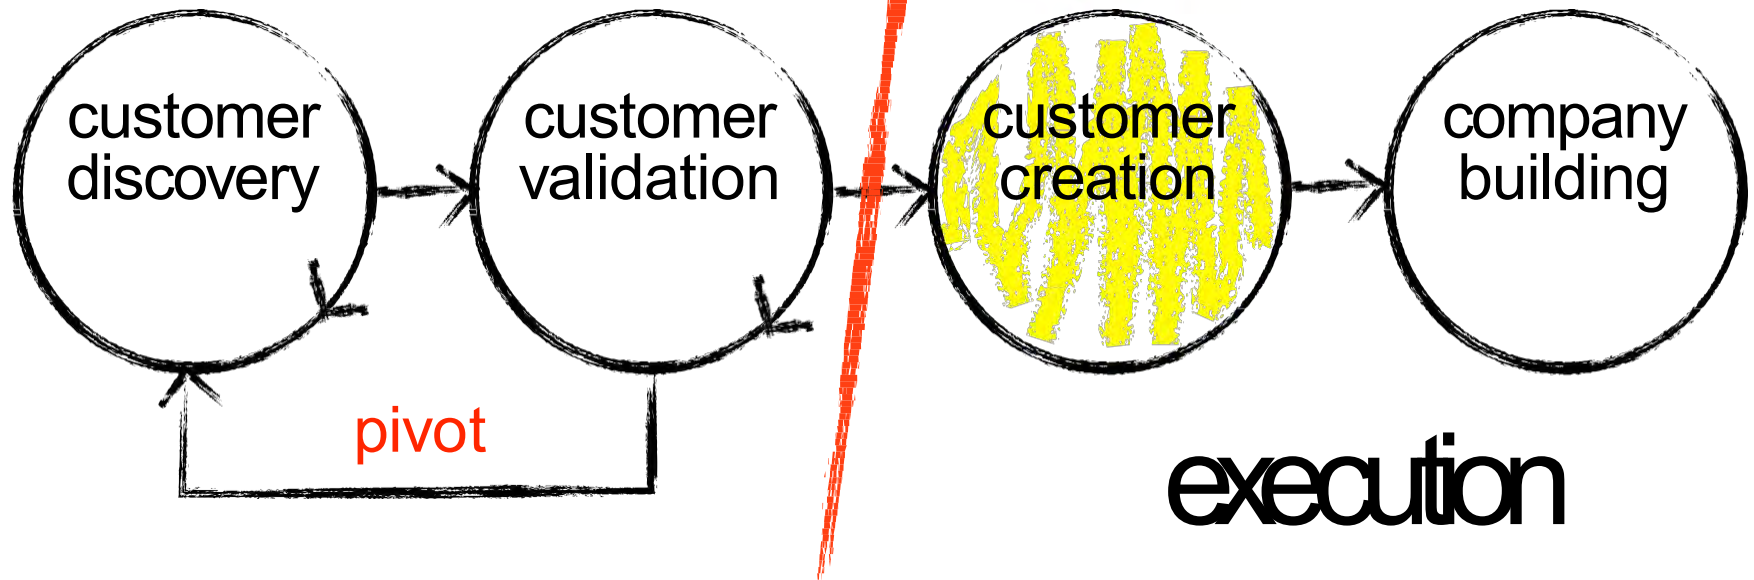 customer
discovery
customer
validation
customer
creation
company
building
pivot
execution